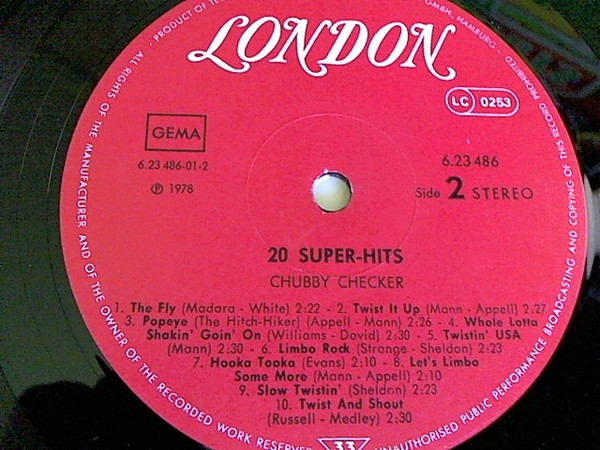 LONDON
ALL RIGHTS OF THE MANUFACTURER AND OF THE OWNER OF THE RECORDED WORK RESERVED
PRODUCT OF
GMBH, HAMBURG -
UNAUTHORISED PUBLIC PERFORMANCE BROADCASTING AND COPYING OF THIS RECORD PROHIBITED
LC 0253
GEMA
6.23 486-01-2
℗ 1978
6.23 486
Side 2 STEREO
20 SUPER-HITS
CHUBBY CHECKER
1. The Fly (Madara - White) 2:22 - 2. Twist It Up (Mann - Appell) 2:27
3. Popeye (The Hitch-Hiker) (Appell - Mann) 2:26 - 4. Whole Lotta
Shakin' Goin' On (Williams - David) 2:30 - 5. Twistin' USA
(Mann) 2:30 - 6. Limbo Rock (Strange - Sheldon) 2:23
7. Hooka Tooka (Evans) 2:10 - 8. Let's Limbo
Some More (Mann - Appell) 2:10
9. Slow Twistin' (Sheldon) 2:23
10. Twist And Shout
(Russell - Medley) 2:30
33